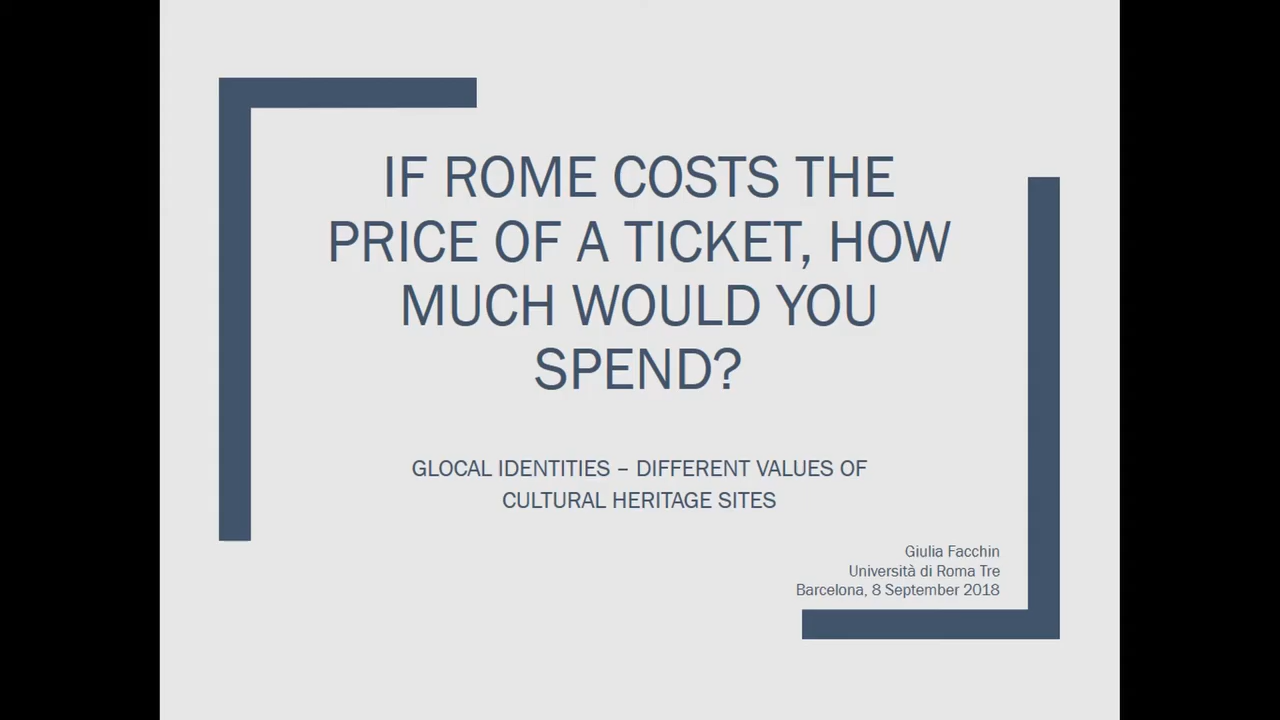 IF ROME COSTS THE
PRICE OF A TICKET, HOW
MUCH WOULD YOU
SPEND?
GLOCAL IDENTITIES – DIFFERENT VALUES OF
CULTURAL HERITAGE SITES
Giulia Facchin
Università di Roma Tre
Barcelona, 8 September 2018